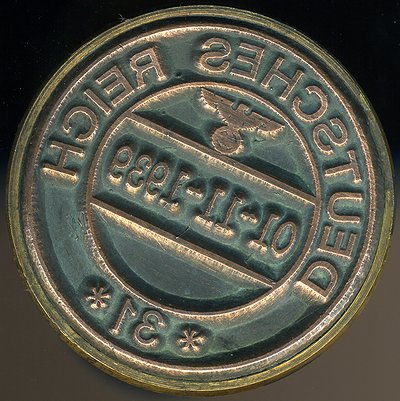 DEUTSCHES REICH
01-11-1939
* 31 *